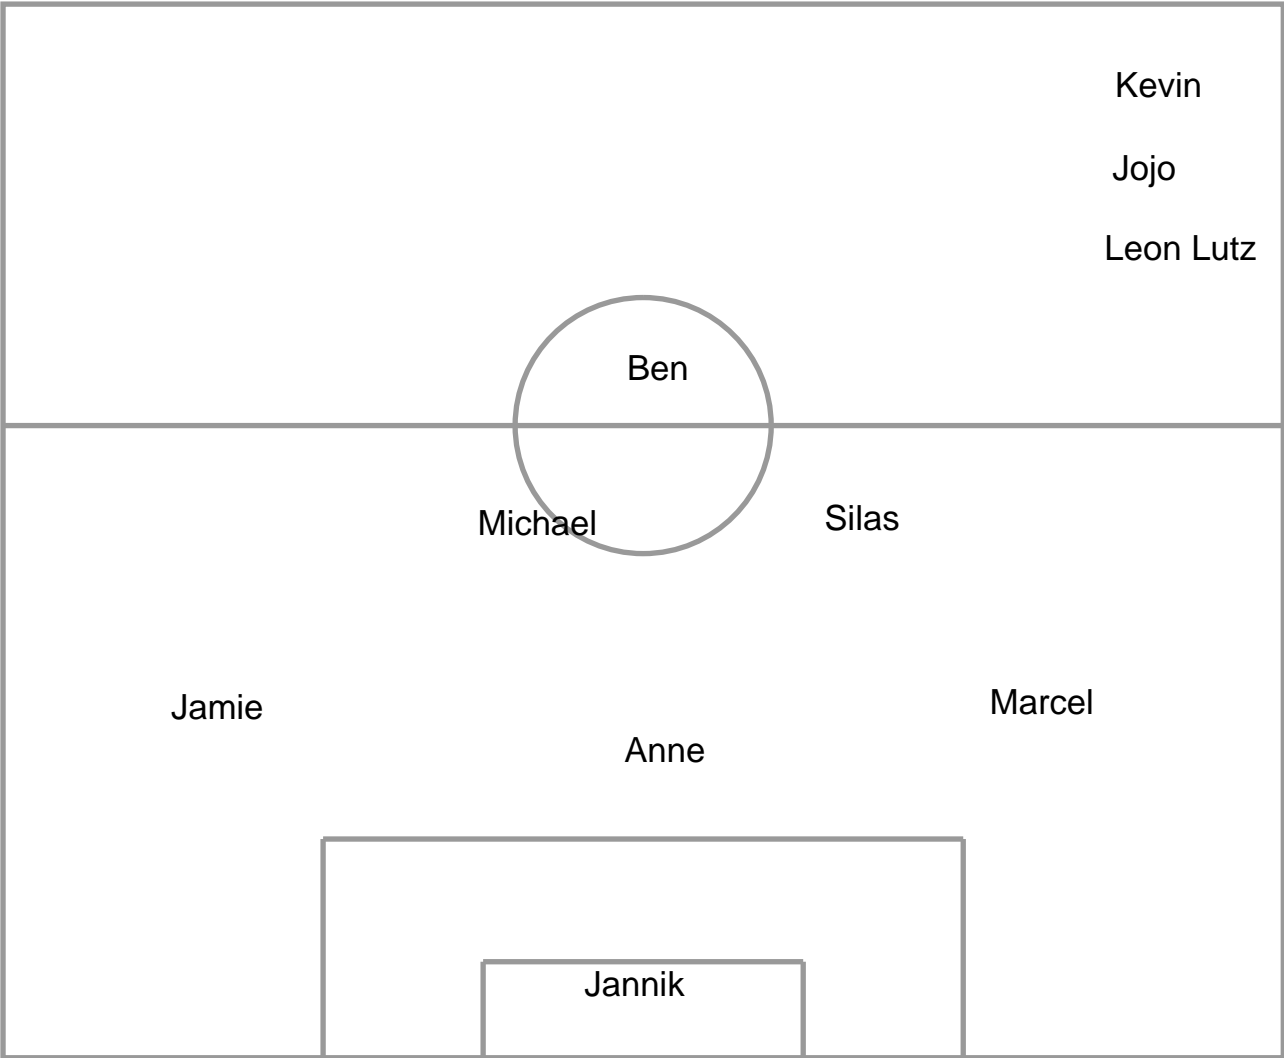 Kevin
Jojo
Leon Lutz
Ben
Michael
Silas
Jamie
Marcel
Anne
Jannik